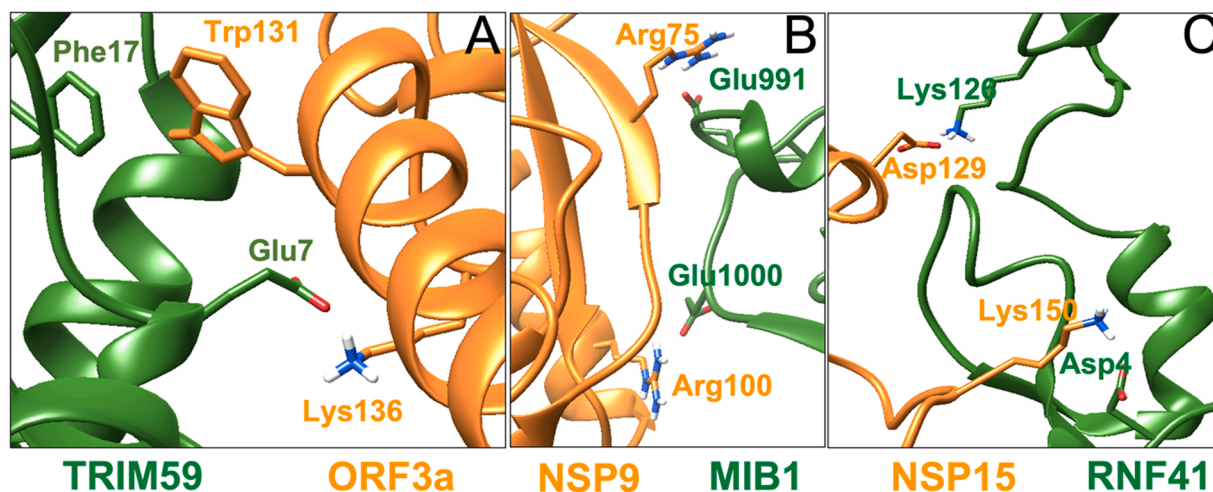 A
Phe17
Trp131
Glu7
Lys136
B
Arg75
Glu991
Glu1000
Arg100
C
Lys126
Asp129
Lys150
Asp4
TRIM59 ORF3a NSP9 MIB1 NSP15 RNF41